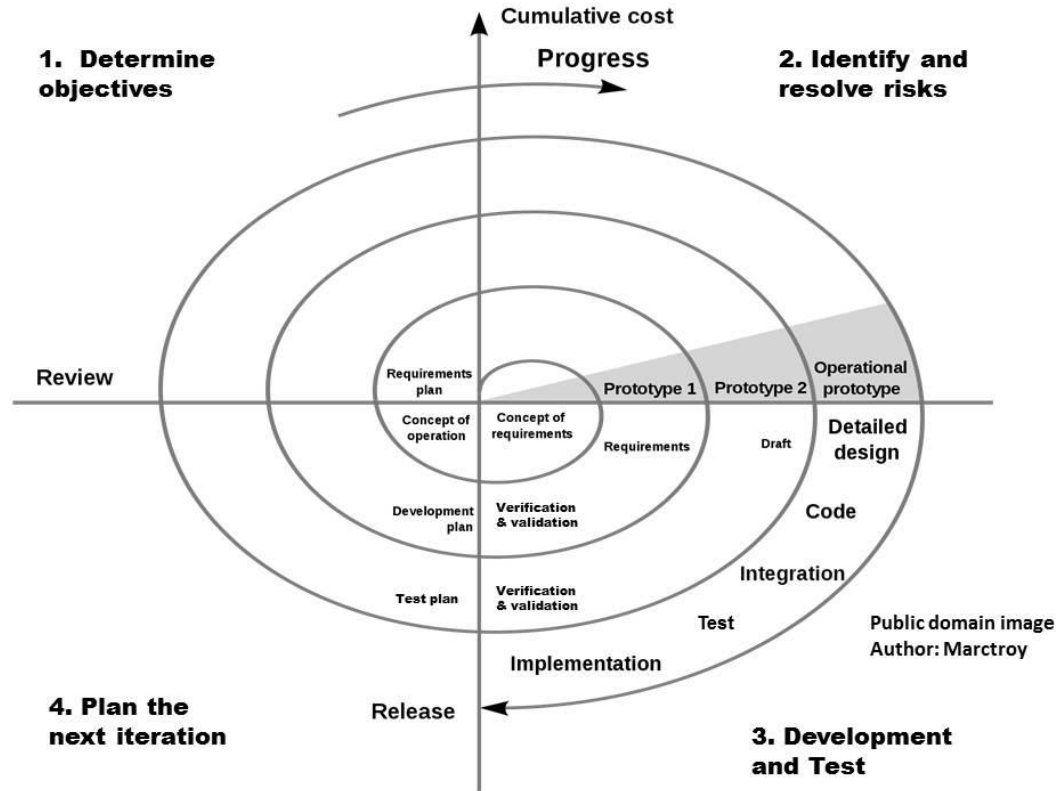 Cumulative cost
1. Determine
objectives
Progress
2. Identify and
resolve risks
Review
Requirements
plan
Prototype 1
Prototype 2
Operational
prototype
Concept of
operation
Concept of
requirements
Requirements
Draft
Detailed
design
Development
plan
Verification
& validation
Code
Integration
Test plan
Verification
& validation
Test
Implementation
Public domain image
Author: Marctroy
4. Plan the
next iteration
Release
3. Development
and Test